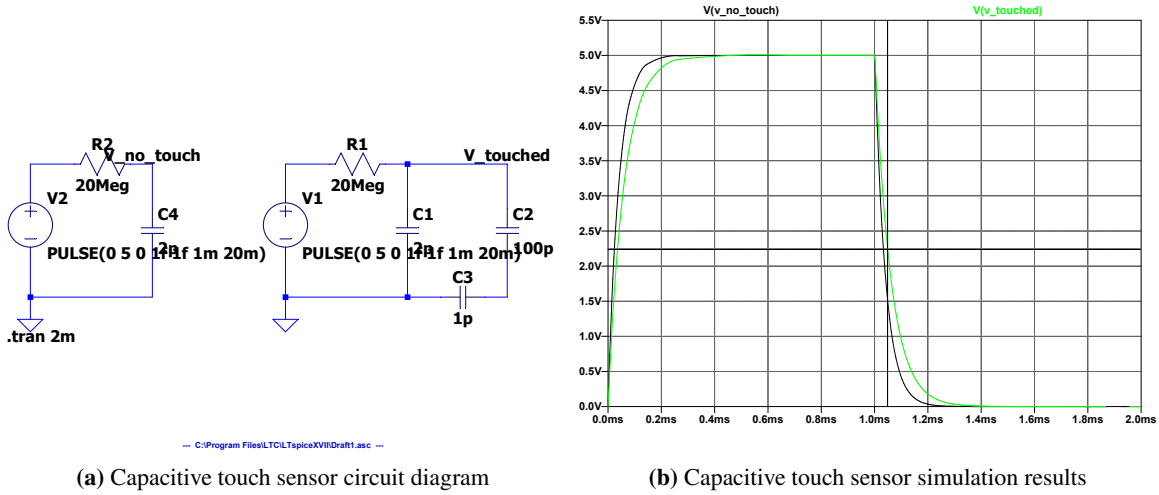 R2
V_no_touch
20Meg
V2
C4
2p
PULSE(0 5 0 1f 1f 1m 20m)
.tran 2m
R1
V_touched
20Meg
V1
C1
C2
2p
100p
PULSE(0 5 0 1f 1f 1m 20m)
C3
1p
--- C:\Program Files\LTC\LTspiceXVII\Draft1.asc ---
(a) Capacitive touch sensor circuit diagram
V(v_no_touch)
V(v_touched)
5.5V
5.0V
4.5V
4.0V
3.5V
3.0V
2.5V
2.0V
1.5V
1.0V
0.5V
0.0V
0.0ms 0.2ms 0.4ms 0.6ms 0.8ms 1.0ms 1.2ms 1.4ms 1.6ms 1.8ms 2.0ms
(b) Capacitive touch sensor simulation results